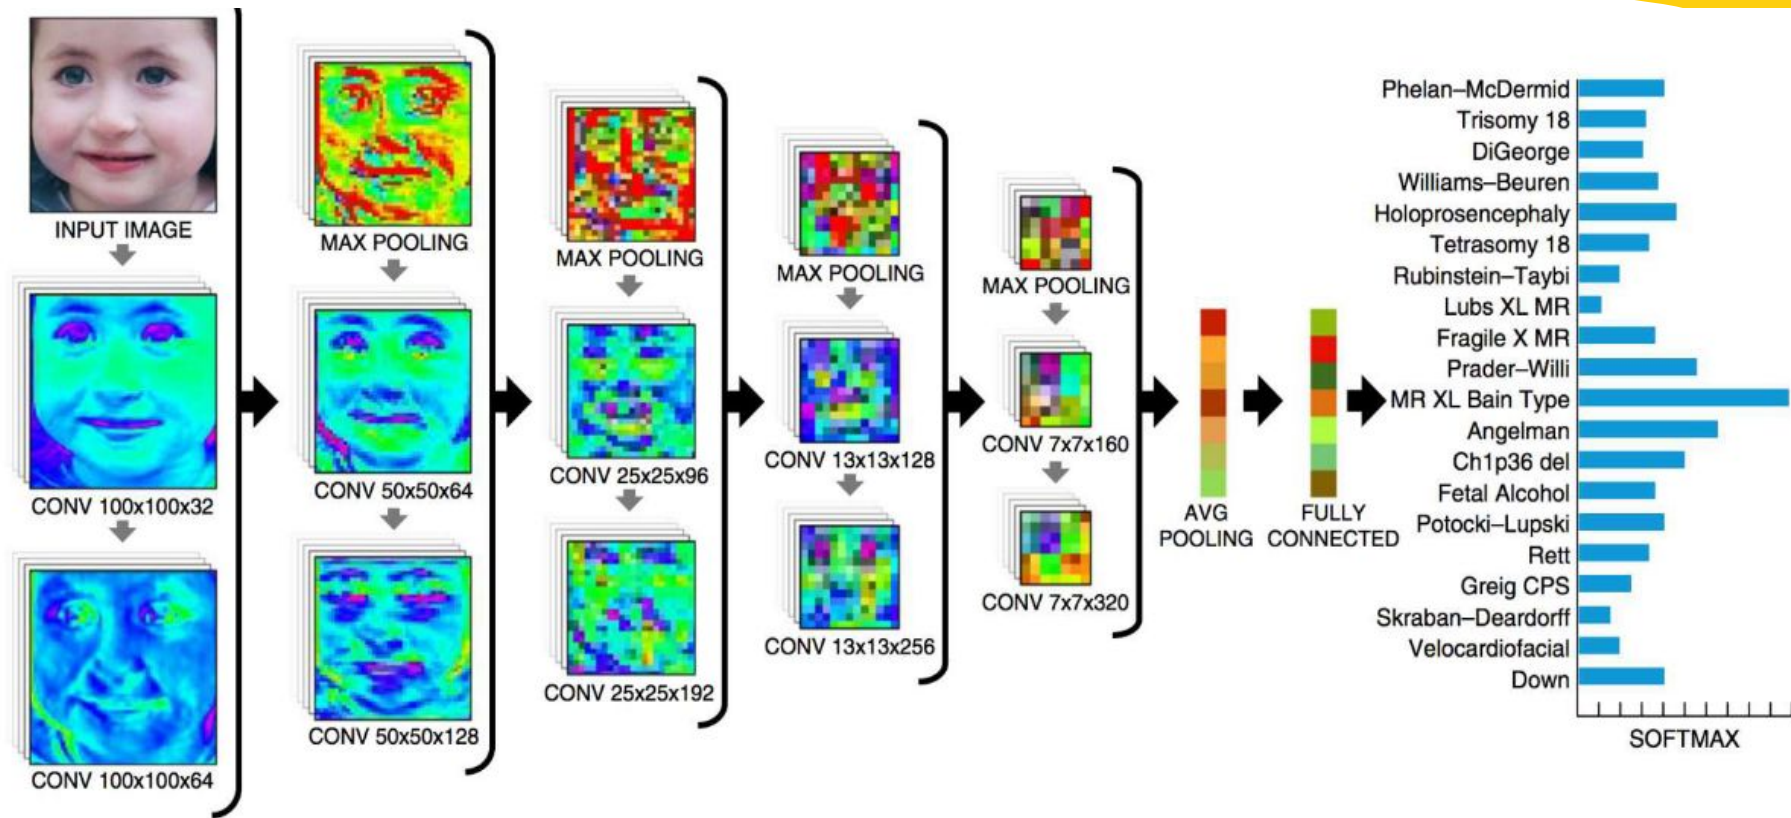 INPUT IMAGE
CONV 100x100x32
CONV 100x100x64
MAX POOLING
CONV 50x50x64
CONV 50x50x128
MAX POOLING
CONV 25x25x96
CONV 25x25x192
MAX POOLING
CONV 13x13x128
CONV 13x13x256
MAX POOLING
CONV 7x7x160
CONV 7x7x320
AVG
POOLING
FULLY
CONNECTED
Phelan–McDermid
Trisomy 18
DiGeorge
Williams–Beuren
Holoprosencephaly
Tetrasomy 18
Rubinstein–Taybi
Lubs XL MR
Fragile X MR
Prader–Willi
MR XL Bain Type
Angelman
Ch1p36 del
Fetal Alcohol
Potocki–Lupski
Rett
Greig CPS
Skraban–Deardorff
Velocardiofacial
Down
SOFTMAX